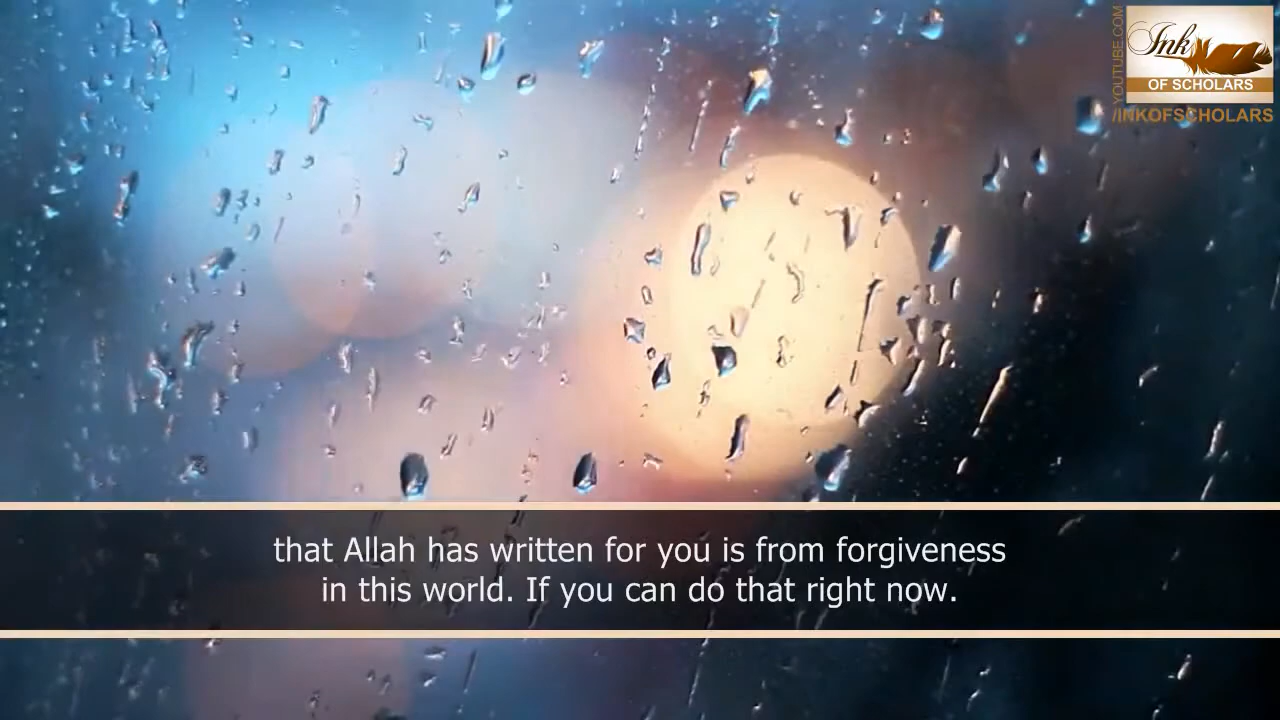 Ink
OF SCHOLARS
YOUTUBE.COM
/INKOFSCHOLARS
that Allah has written for you is from forgiveness
in this world. If you can do that right now.